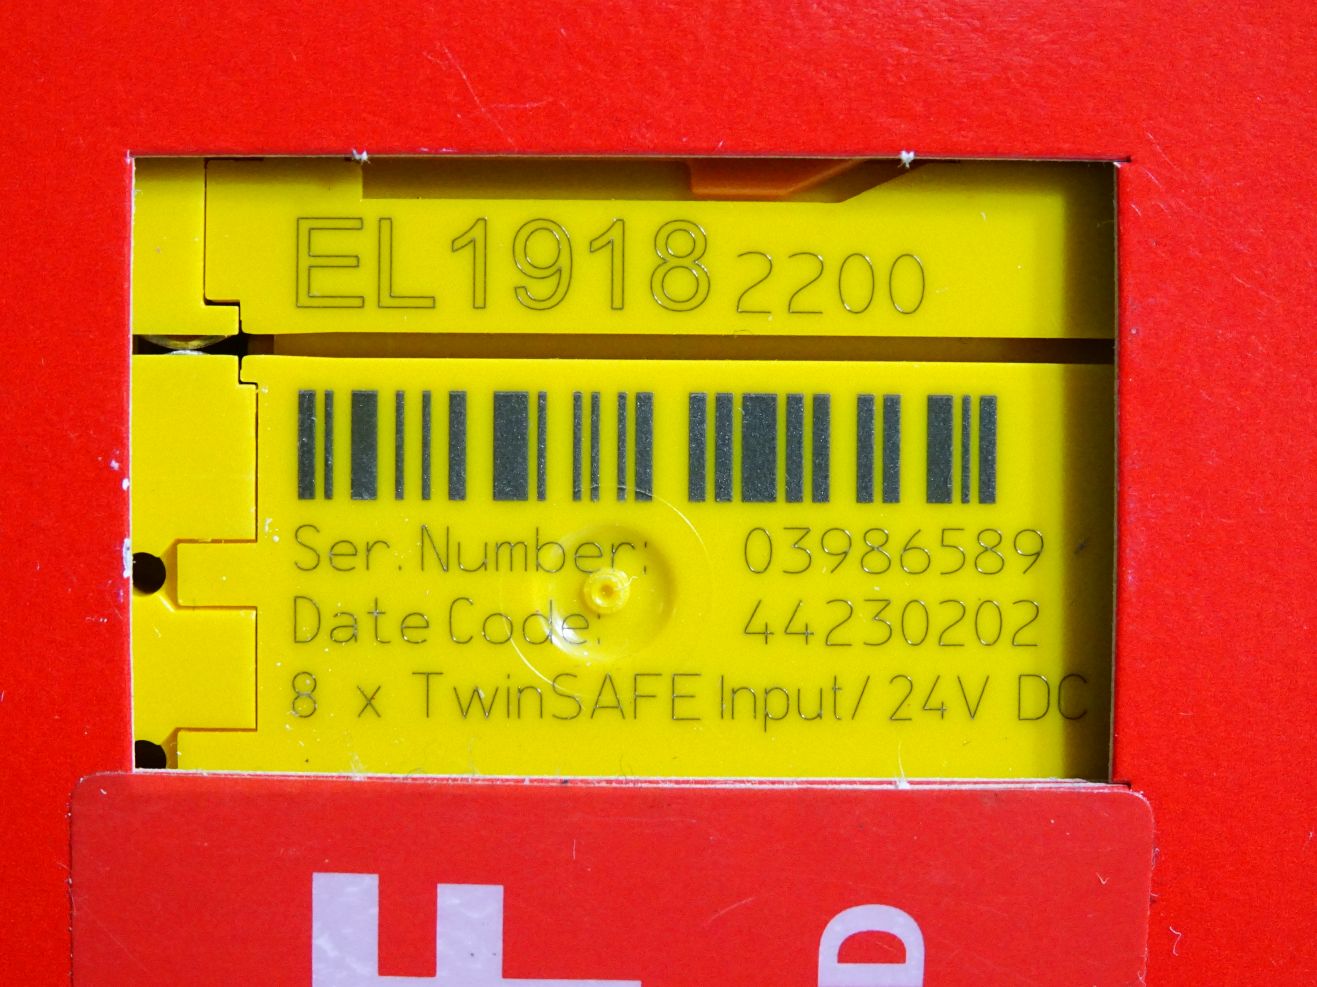 EL1918 2200
Ser. Number: 03986589
Date Code: 44230202
8 x TwinSAFE Input/ 24V DC